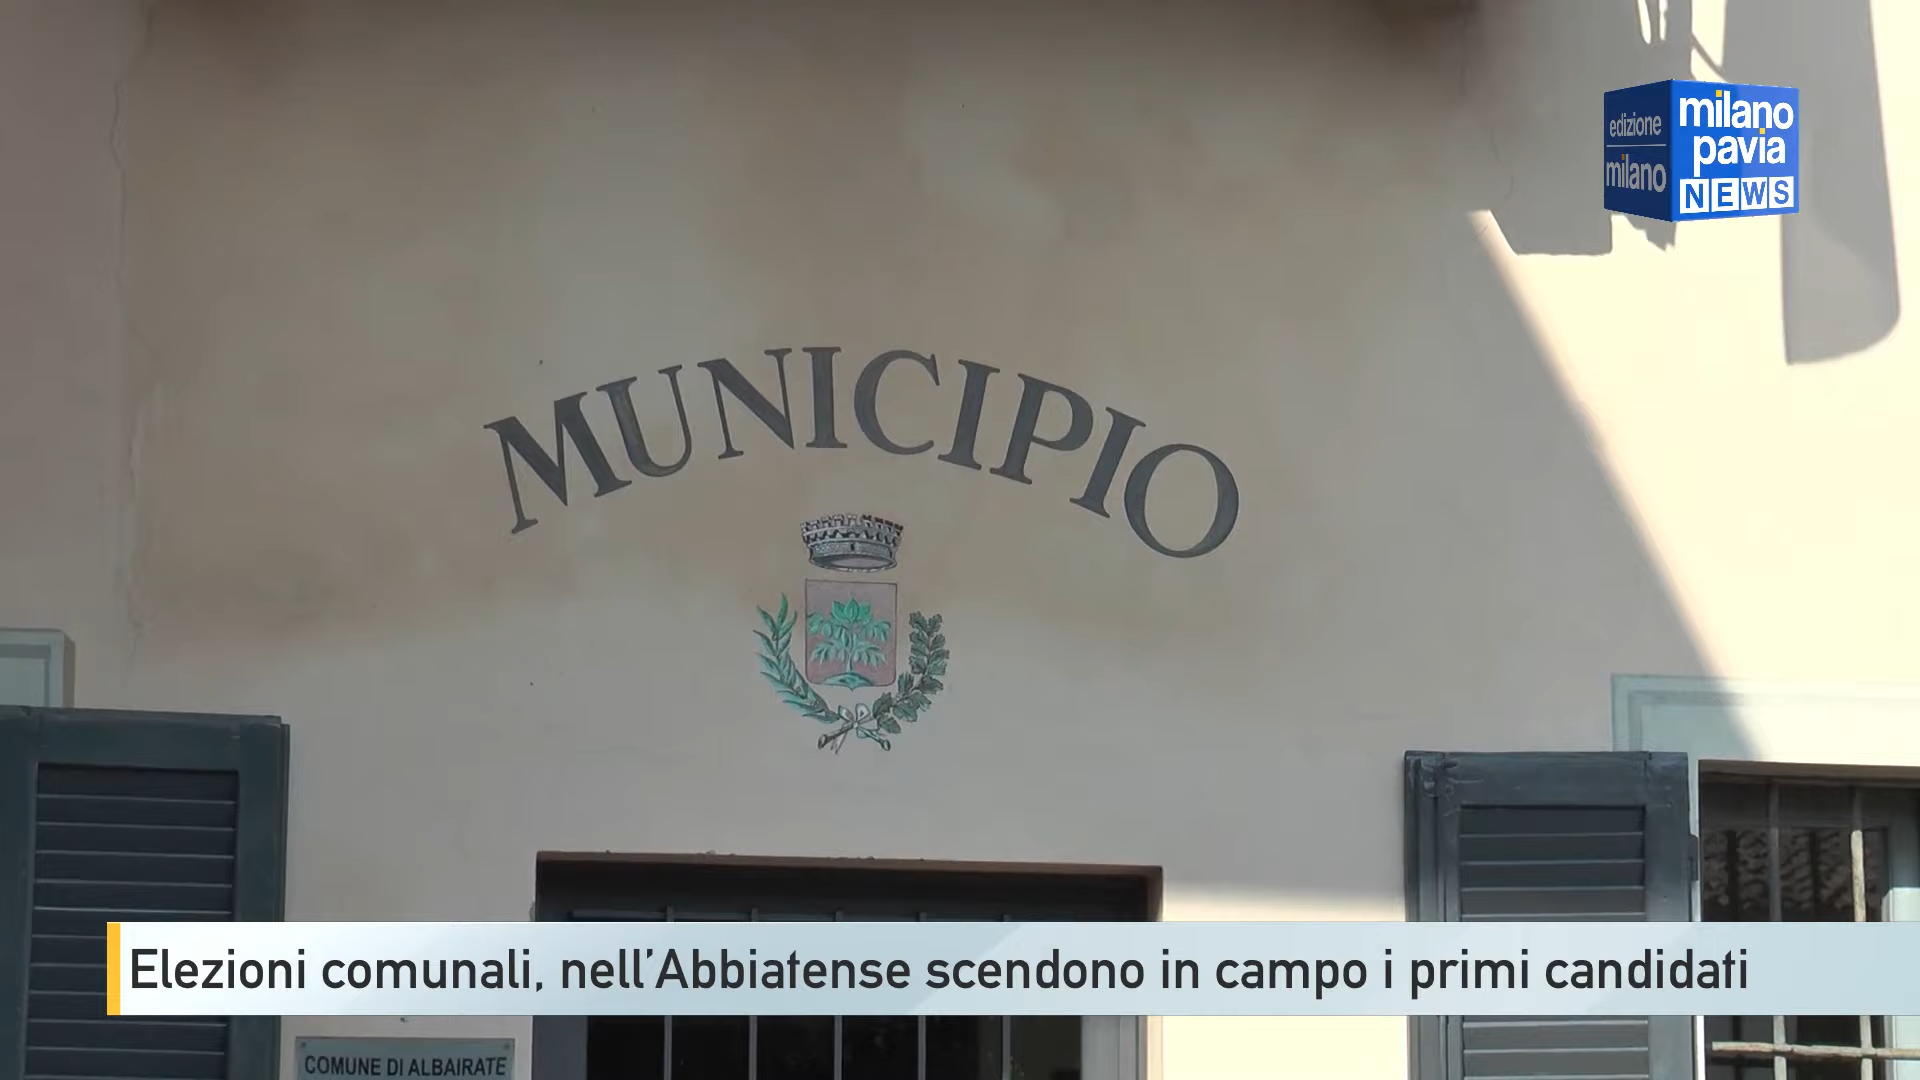 edizione
milano
milano
pavia
NEWS
MUNICIPIO
Elezioni comunali, nell'Abbiatense scendono in campo i primi candidati
COMUNE DI ALBAIRATE